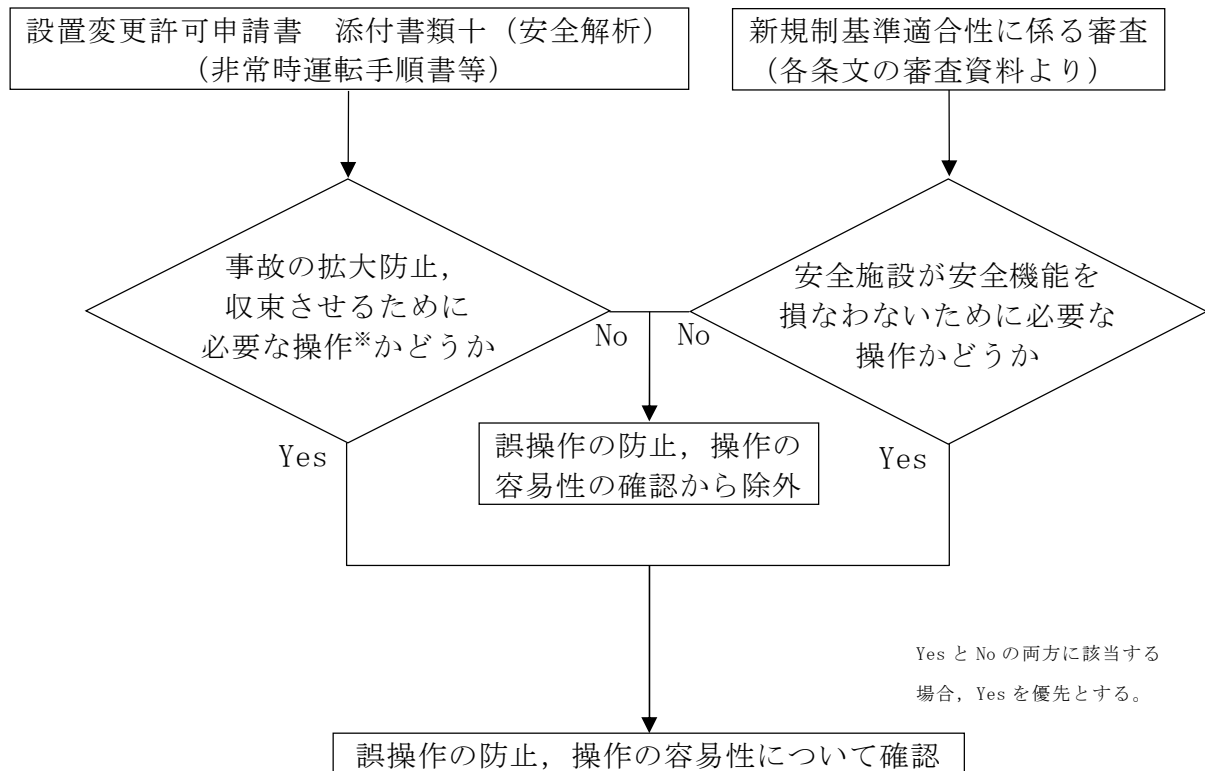 設置変更許可申請書　添付書類十（安全解析）
（非常時運転手順書等）
新規制基準適合性に係る審査
（各条文の審査資料より）
事故の拡大防止，
収束させるために
必要な操作※かどうか
安全施設が安全機能を
損なわないために必要な
操作かどうか
No
No
誤操作の防止，操作の
容易性の確認から除外
Yes
Yes
Yes と No の両方に該当する
場合，Yes を優先とする。
誤操作の防止，操作の容易性について確認